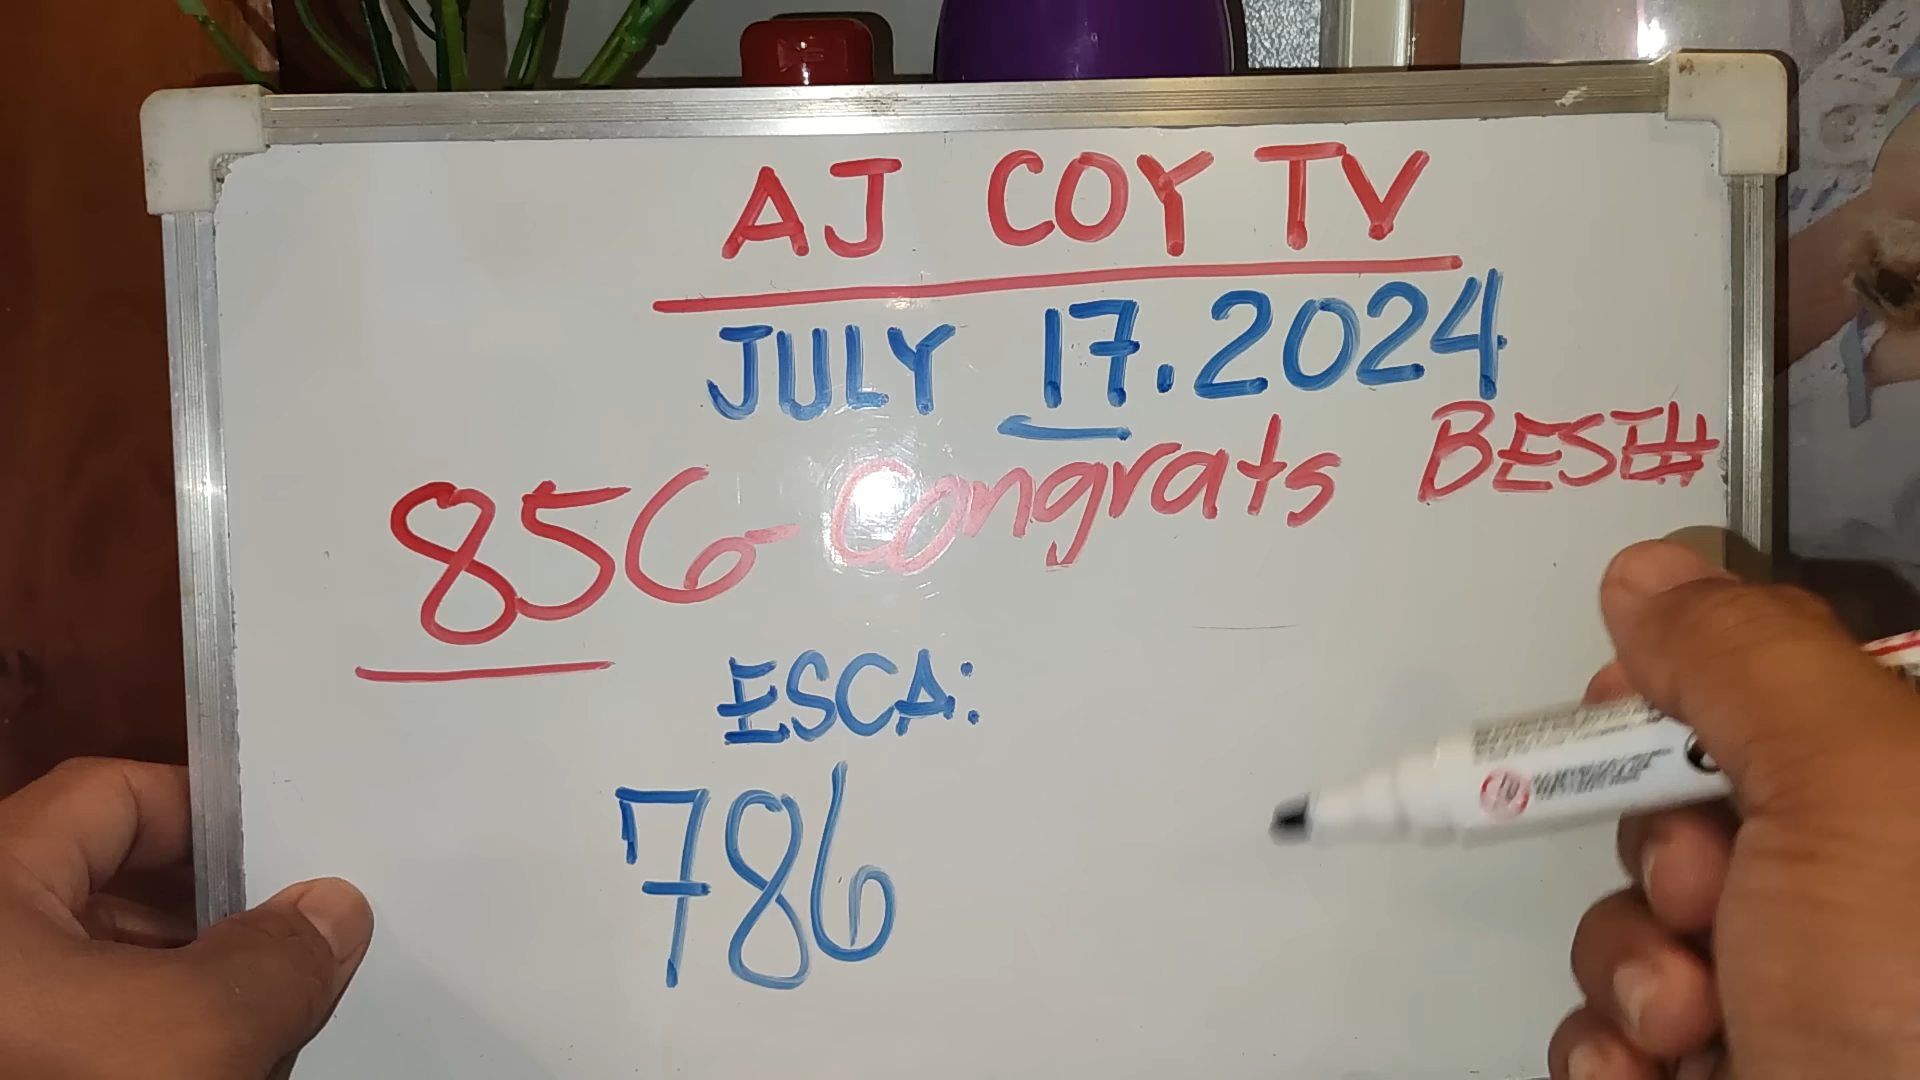 AJ COY TV
JULY 17.2024
856-Congrats BESH
ESCA:
786